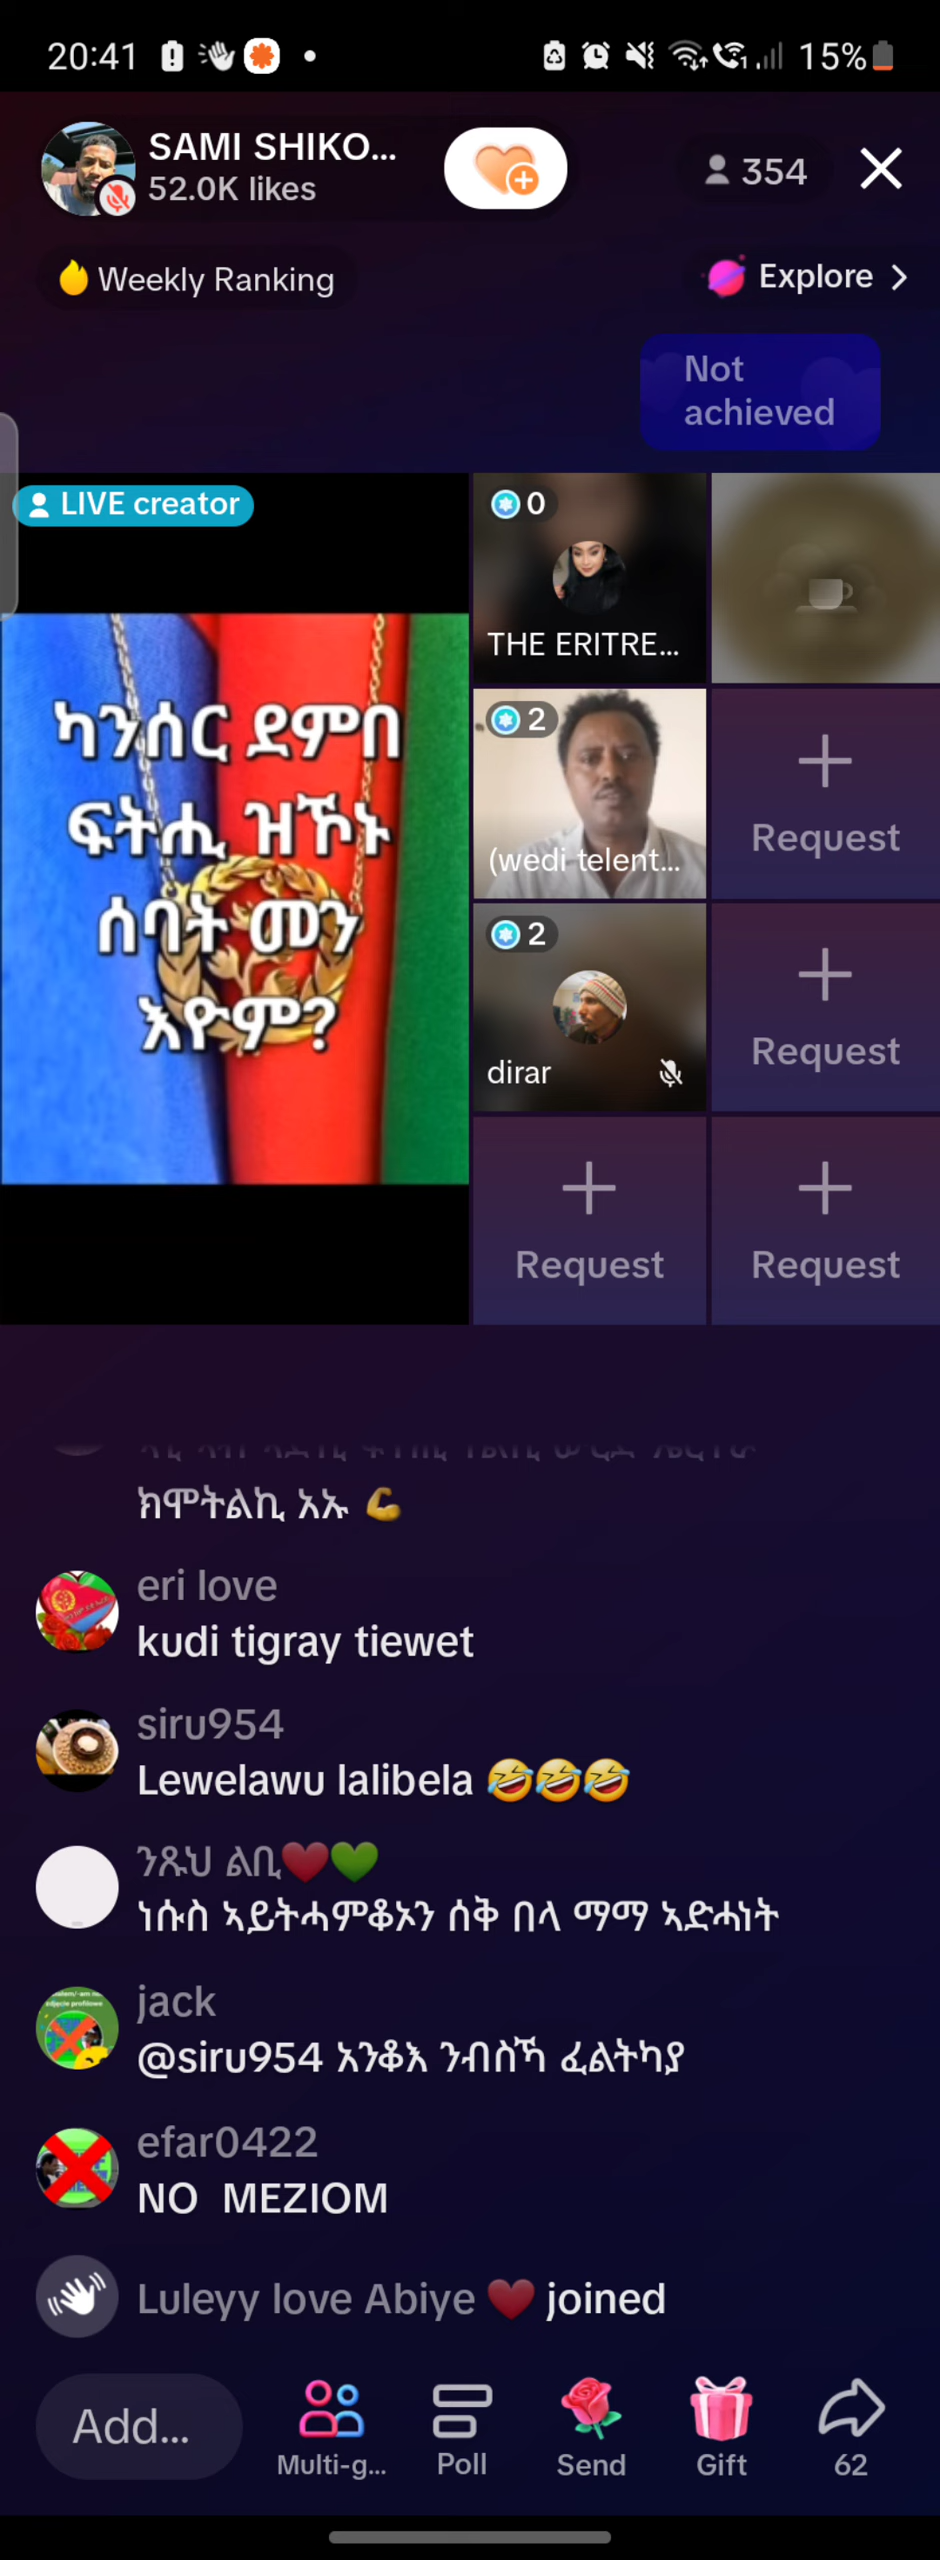 20:41
15%
SAMI SHIKO...
52.0K likes
354
Weekly Ranking
Explore
Not
achieved
LIVE creator
0
THE ERITRE...
ካንሰር ደምበ
ፍትሒ ዝኾኑ
ሰባት መን
እዮም?
2
(wedi telent...
Request
2
dirar
Request
Request
Request
ክሞትልኪ አኡ 💪
eri love
kudi tigray tiewet
siru954
Lewelawu lalibela 🤣🤣🤣
ንጹህ ልቢ❤️💚
ነሱስ ኣይትሓምቆኦን ሰቅ በላ ማማ ኣድሓነት
jack
@siru954 አንቆእ ንብስኻ ፈልትካያ
efar0422
NO MEZIOM
Luleyy love Abiye ❤️ joined
Add...
Multi-g...
Poll
Send
Gift
62